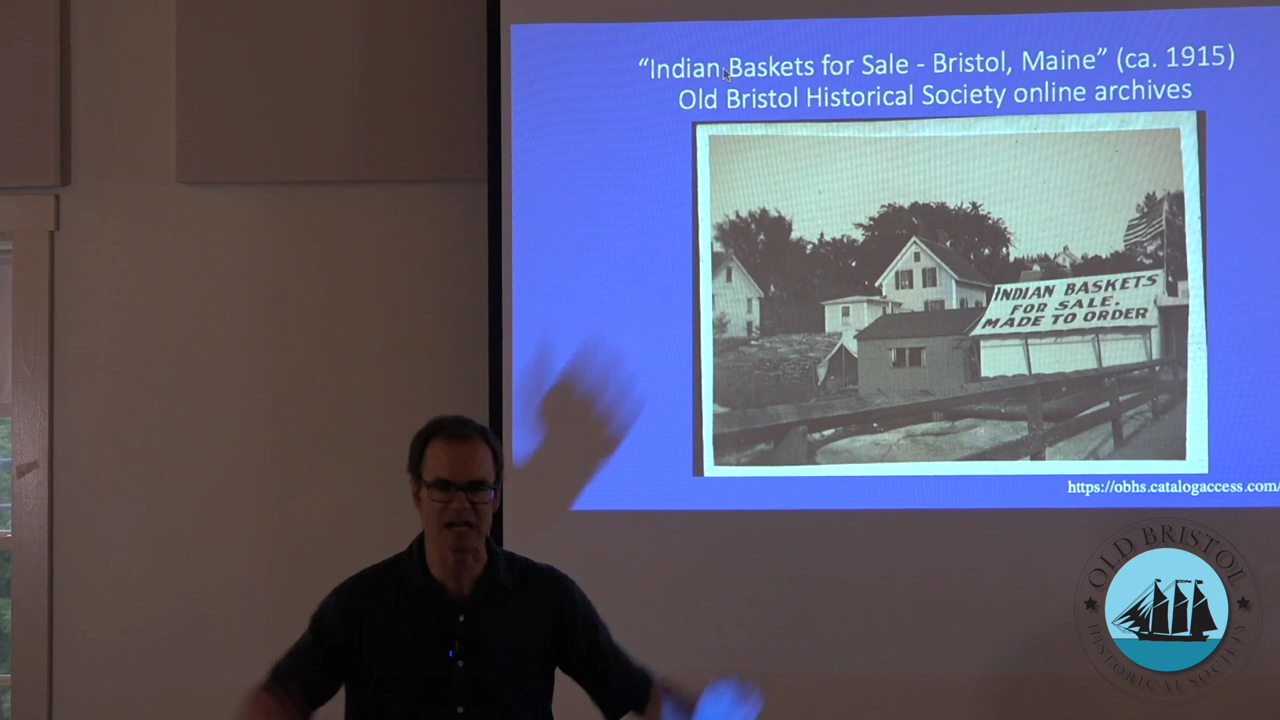 “Indian Baskets for Sale - Bristol, Maine” (ca. 1915)
Old Bristol Historical Society online archives
INDIAN BASKETS
FOR SALE.
MADE TO ORDER
https://obhs.catalogaccess.com/
OLD BRISTOL
HISTORICAL SOCIETY